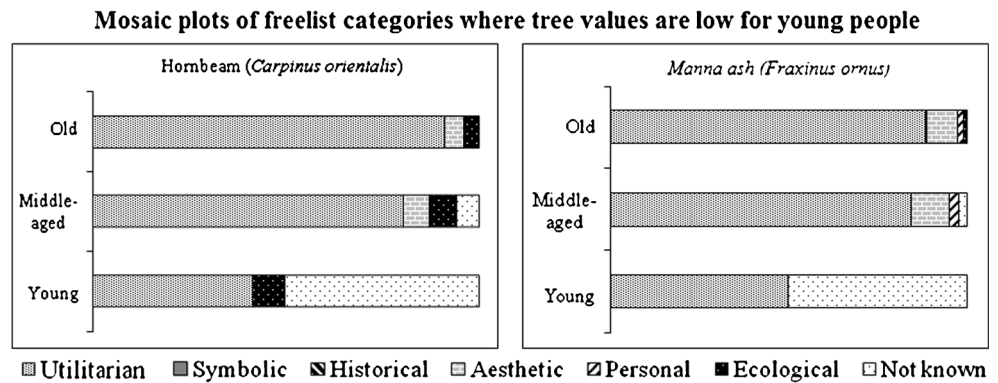 Mosaic plots of freelist categories where tree values are low for young people
Hornbeam (Carpinus orientalis)
Old
Middle-
aged
Young
Manna ash (Fraxinus ornus)
Old
Middle-
aged
Young
Utilitarian Symbolic Historical Aesthetic Personal Ecological Not known